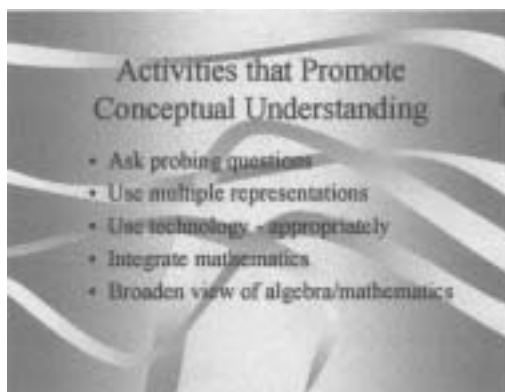 Activities that Promote
Conceptual Understanding
• Ask probing questions
• Use multiple representations
• Use technology - appropriately
• Integrate mathematics
• Broaden view of algebra/mathematics